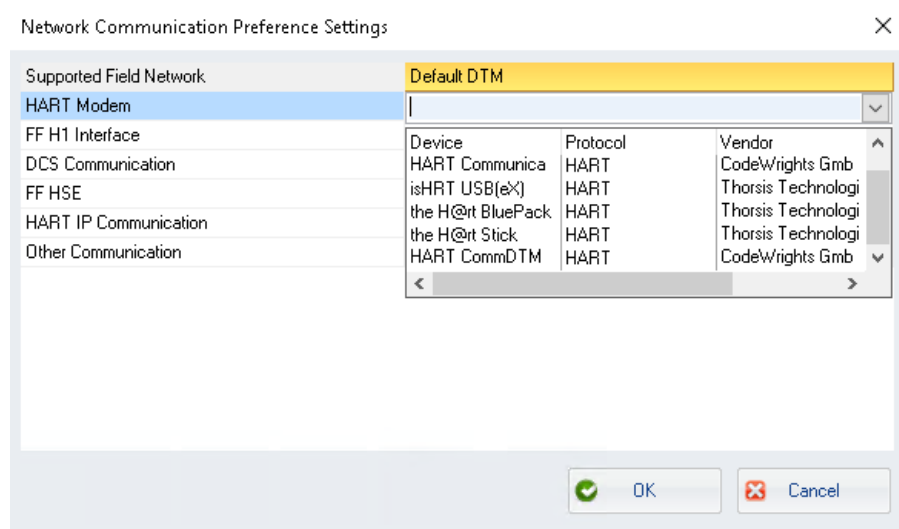 Network Communication Preference Settings
Supported Field Network Default DTM
HART Modem
FF H1 Interface
DCS Communication
FF HSE
HART IP Communication
Other Communication
Device Protocol Vendor
HART Communica HART CodeWrights Gmb
isHRT USB(eX) HART Thorsis Technologi
the H@rt BluePack HART Thorsis Technologi
the H@rt Stick HART Thorsis Technologi
HART CommDTM HART CodeWrights Gmb
OK Cancel